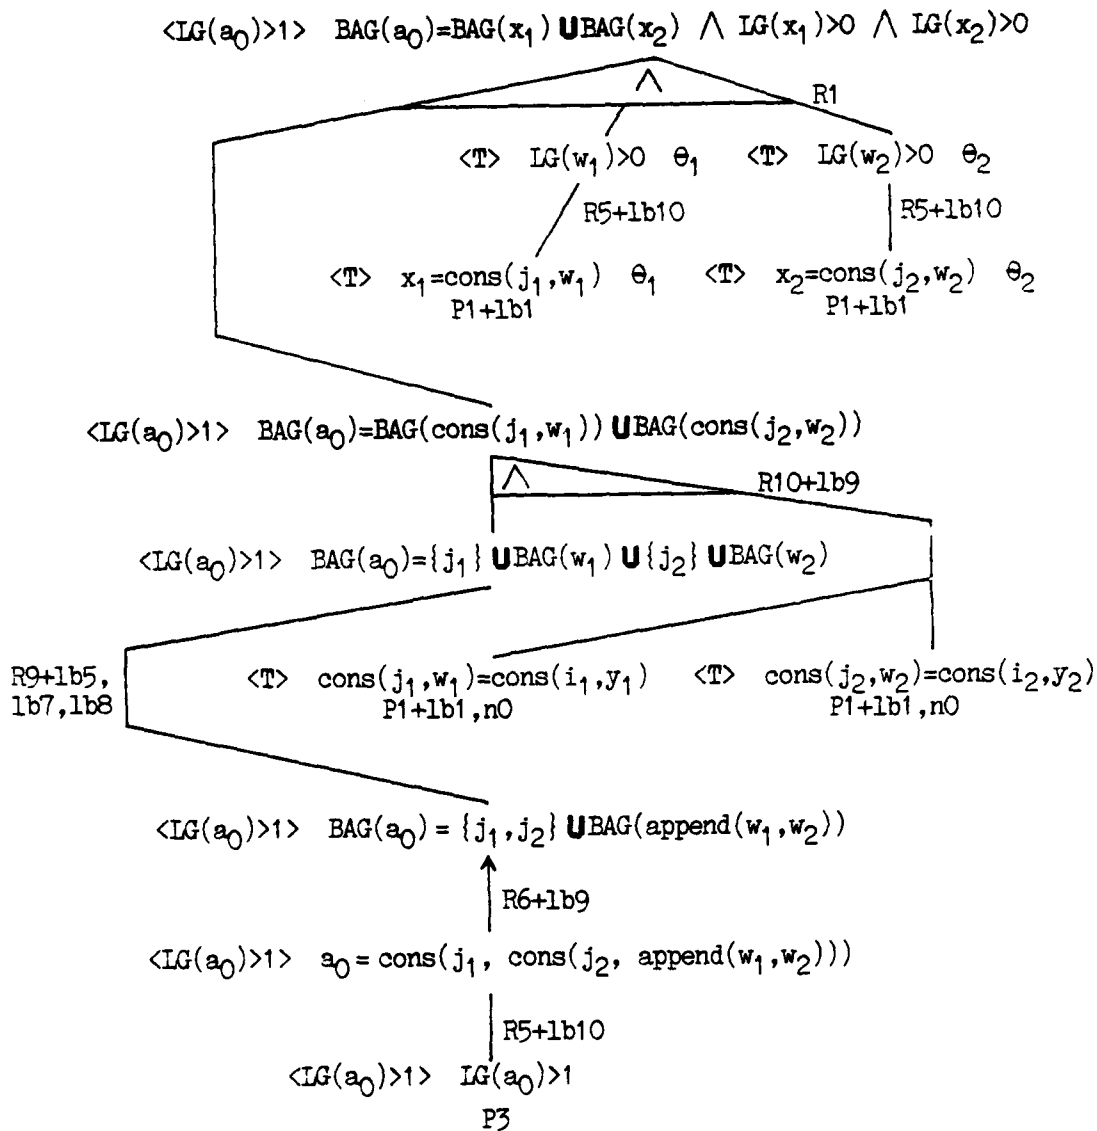 <LG(a₀)>1> BAG(a₀)=BAG(x₁) ∪BAG(x₂) ∧ LG(x₁)>0 ∧ LG(x₂)>0
∧
R1
<T> LG(w₁)>0 θ₁ <T> LG(w₂)>0 θ₂
R5+lb10 R5+lb10
<T> x₁=cons(j₁,w₁) θ₁ <T> x₂=cons(j₂,w₂) θ₂
P1+lb1 P1+lb1
<LG(a₀)>1> BAG(a₀)=BAG(cons(j₁,w₁)) ∪BAG(cons(j₂,w₂))
∧ R10+lb9
<LG(a₀)>1> BAG(a₀)={j₁} ∪BAG(w₁) ∪{j₂} ∪BAG(w₂)
R9+lb5,
lb7,lb8
<T> cons(j₁,w₁)=cons(i₁,y₁) <T> cons(j₂,w₂)=cons(i₂,y₂)
P1+lb1,n0 P1+lb1,n0
<LG(a₀)>1> BAG(a₀) = {j₁,j₂} ∪BAG(append(w₁,w₂))
R6+lb9
<LG(a₀)>1> a₀ = cons(j₁, cons(j₂, append(w₁,w₂)))
R5+lb10
<LG(a₀)>1> LG(a₀)>1
P3